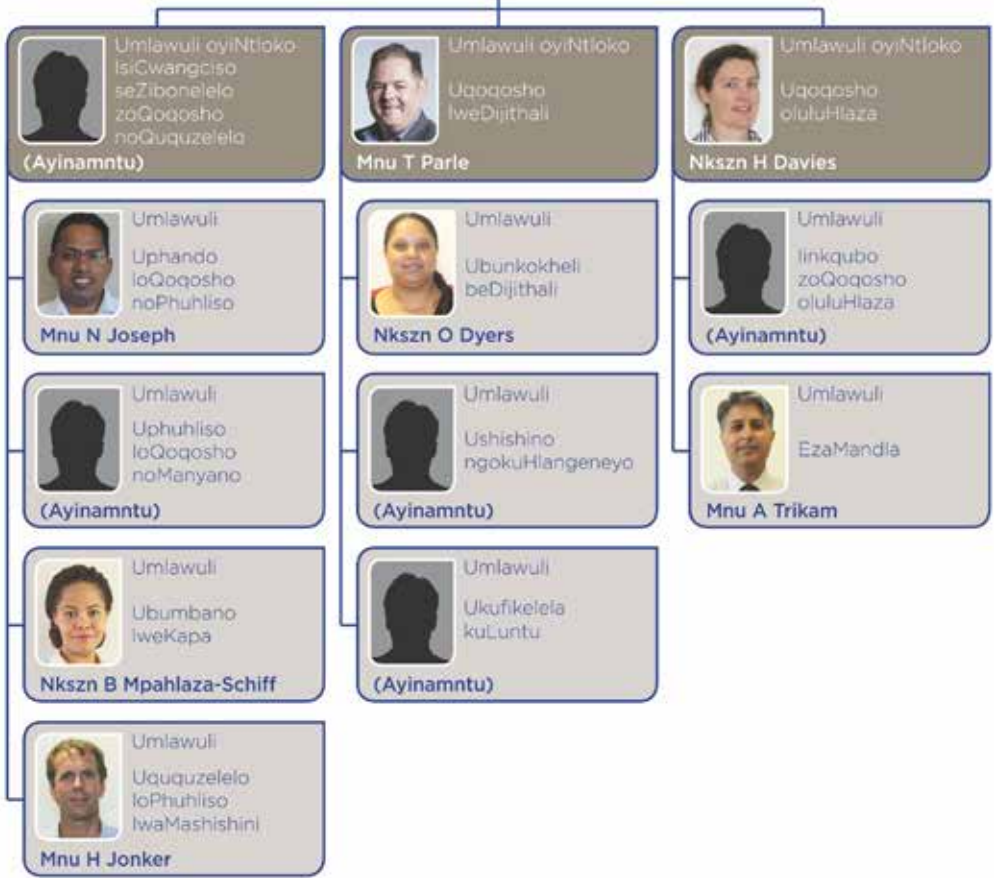 Umlawuli oyiNtloko
IsiCwangciso
seZibonelelo
zoQoqosho
noQuquzelelo
(Ayinamntu)
Umlawuli
Uphando
loQoqosho
noPhuhliso
Mnu N Joseph
Umlawuli
Uphuhliso
loQoqosho
noManyano
(Ayinamntu)
Umlawuli
Ubumbano
lweKapa
Nkszn B Mpahlaza-Schiff
Umlawuli
Uququzelelo
loPhuhliso
lwaMashishini
Mnu H Jonker
Umlawuli oyiNtloko
Uqoqosho
lweDijithali
Mnu T Parle
Umlawuli
Ubunkokheli
beDijithali
Nkszn O Dyers
Umlawuli
Ushishino
ngokuHlangeneyo
(Ayinamntu)
Umlawuli
Ukufikelela
kuLuntu
(Ayinamntu)
Umlawuli oyiNtloko
Uqoqosho
oluluHlaza
Nkszn H Davies
Umlawuli
Iinkqubo
zoQoqosho
oluluHlaza
(Ayinamntu)
Umlawuli
EzaMandla
Mnu A Trikam